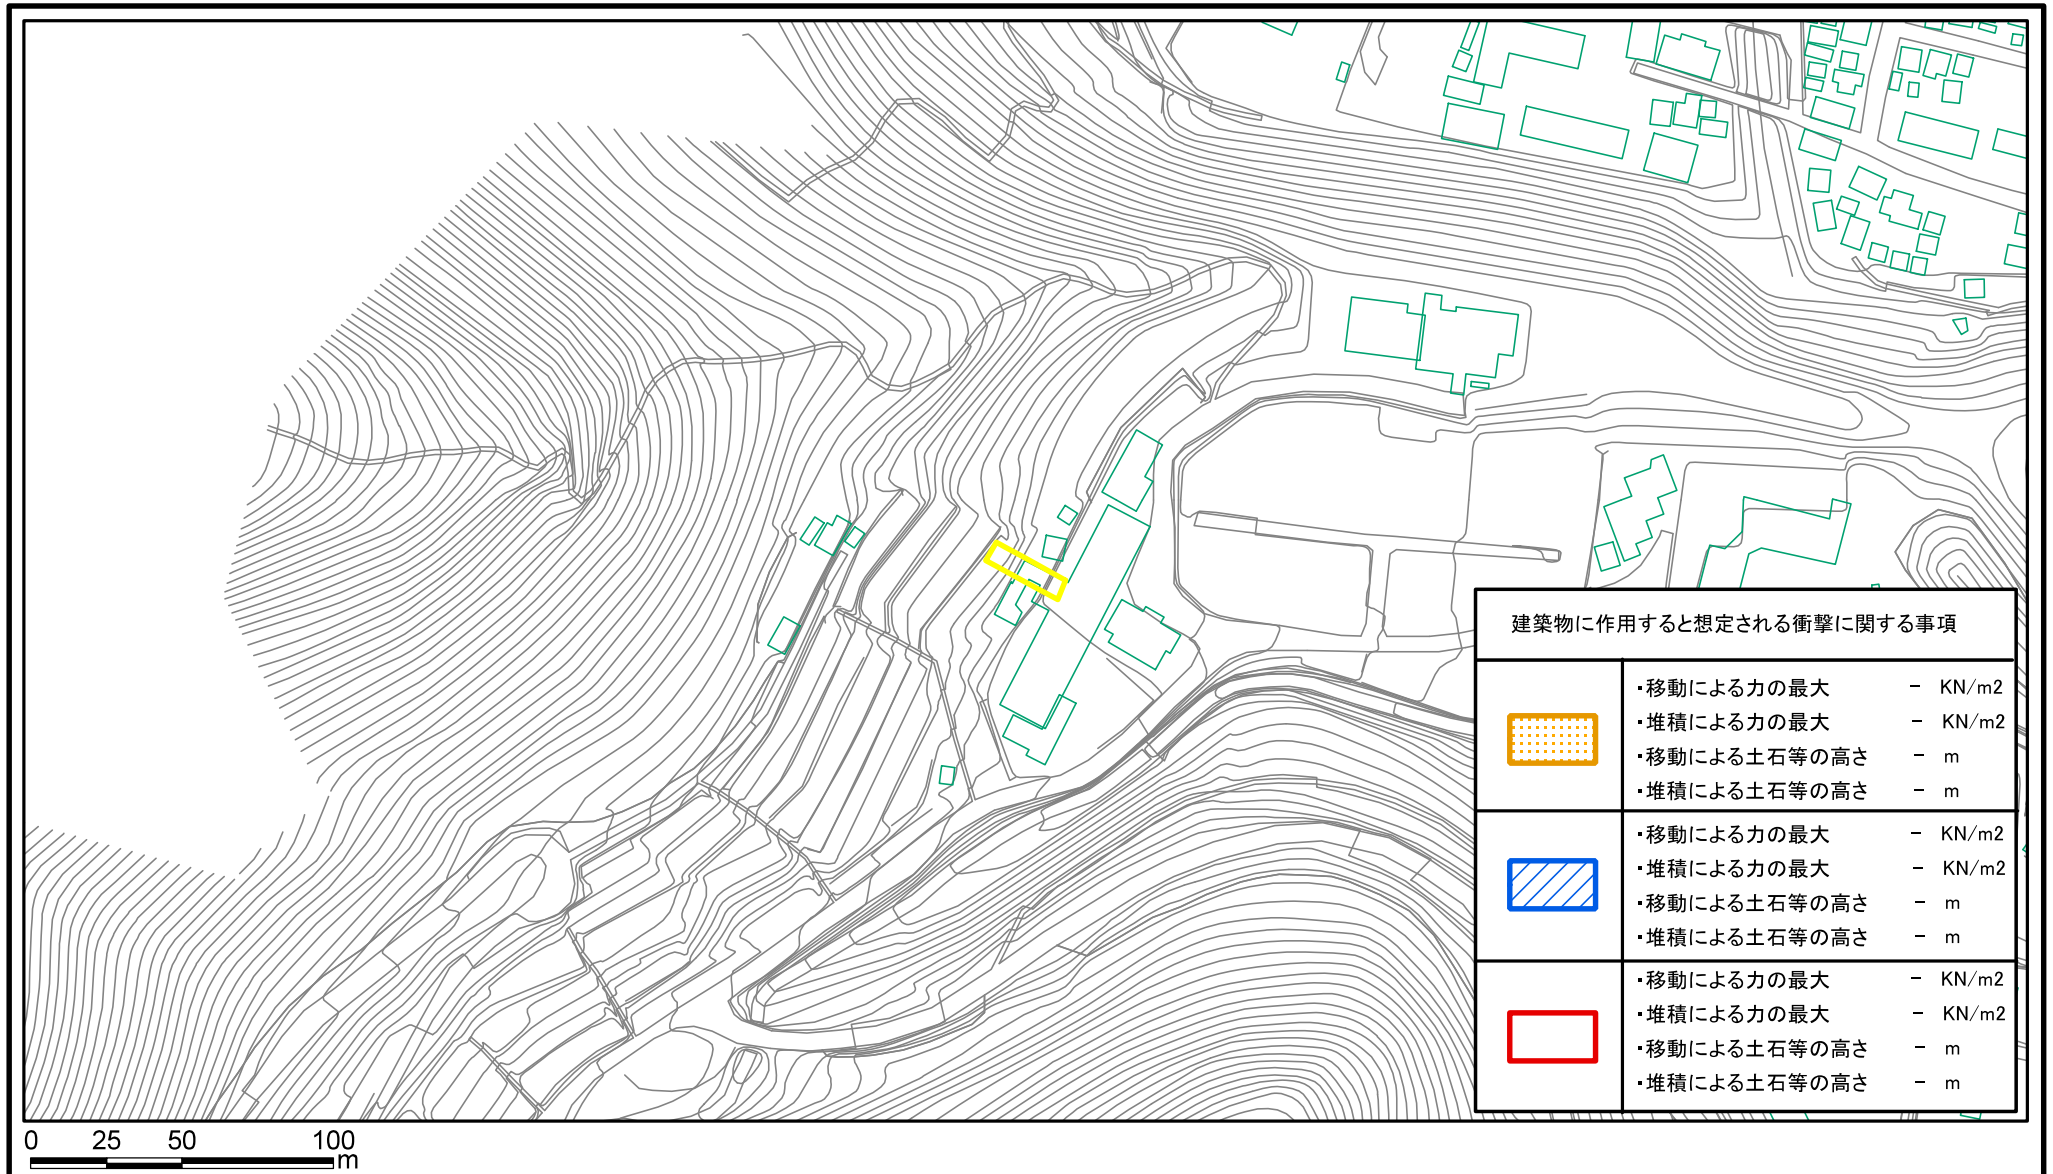 建築物に作用すると想定される衝撃に関する事項
・移動による力の最大 － KN/m2
・堆積による力の最大 － KN/m2
・移動による土石等の高さ － m
・堆積による土石等の高さ － m
・移動による力の最大 － KN/m2
・堆積による力の最大 － KN/m2
・移動による土石等の高さ － m
・堆積による土石等の高さ － m
・移動による力の最大 － KN/m2
・堆積による力の最大 － KN/m2
・移動による土石等の高さ － m
・堆積による土石等の高さ － m
0 25 50 100
m